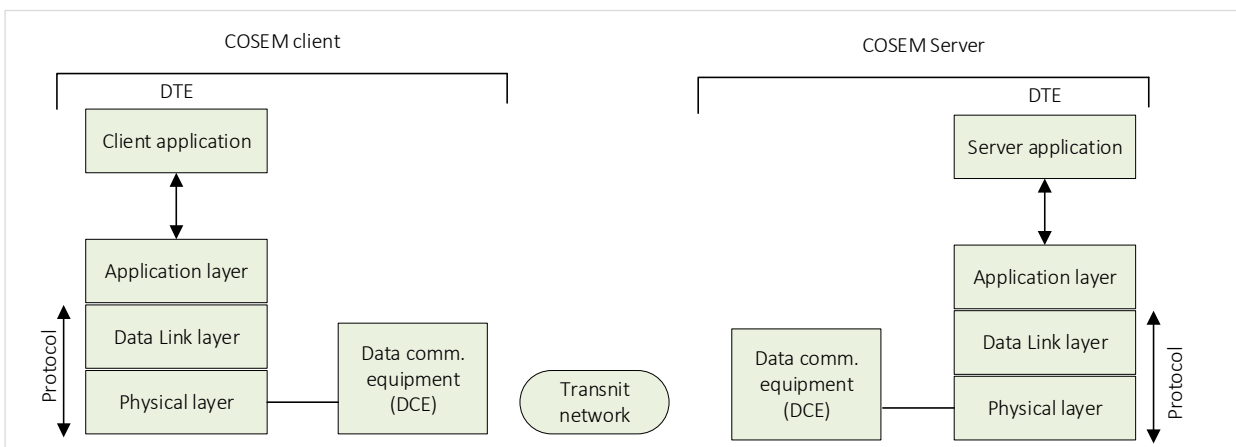 COSEM client
COSEM Server
DTE
DTE
Client application
Server application
Application layer
Application layer
Protocol
Data Link layer
Data Link layer
Protocol
Data comm.
equipment
(DCE)
Data comm.
equipment
(DCE)
Transnit
network
Physical layer
Physical layer